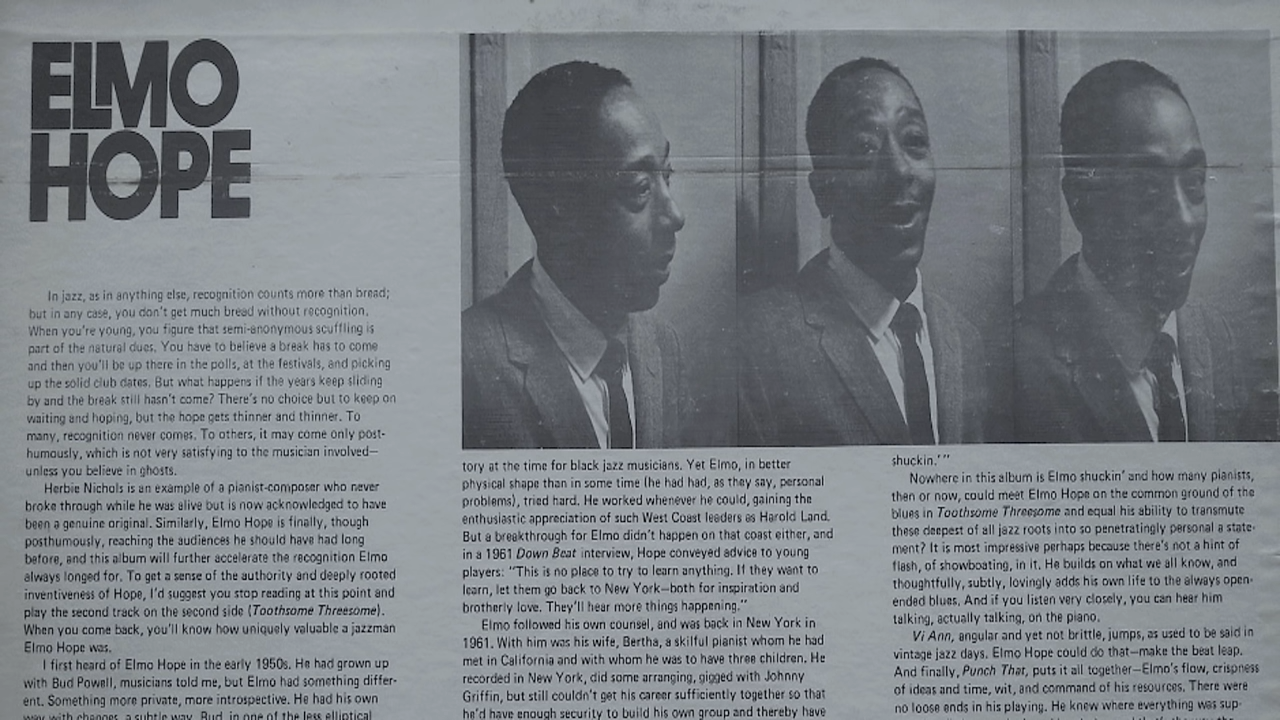 ELMO
HOPE
In jazz, as in anything else, recognition counts more than bread;
but in any case, you don't get much bread without recognition.
When you're young, you figure that semi-anonymous scuffling is
part of the natural dues. You have to believe a break has to come
and then you'll be up there in the polls, at the festivals, and picking
up the solid club dates. But what happens if the years keep sliding
by and the break still hasn't come? There's no choice but to keep on
waiting and hoping, but the hope gets thinner and thinner. To
many, recognition never comes. To others, it may come only post-
humously, which is not very satisfying to the musician involved—
unless you believe in ghosts.
Herbie Nichols is an example of a pianist-composer who never
broke through while he was alive but is now acknowledged to have
been a genuine original. Similarly, Elmo Hope is finally, though
posthumously, reaching the audiences he should have had long
before, and this album will further accelerate the recognition Elmo
always longed for. To get a sense of the authority and deeply rooted
inventiveness of Hope, I'd suggest you stop reading at this point and
play the second track on the second side (Toothsome Threesome).
When you come back, you'll know how uniquely valuable a jazzman
Elmo Hope was.
I first heard of Elmo Hope in the early 1950s. He had grown up
with Bud Powell, musicians told me, but Elmo had something differ-
ent. Something more private, more introspective. He had his own
way with changes, a subtle way. Bud, in one of the less elliptical
tory at the time for black jazz musicians. Yet Elmo, in better
physical shape than in some time (he had had, as they say, personal
problems), tried hard. He worked whenever he could, gaining the
enthusiastic appreciation of such West Coast leaders as Harold Land.
But a breakthrough for Elmo didn't happen on that coast either, and
in a 1961 Down Beat interview, Hope conveyed advice to young
players: "This is no place to try to learn anything. If they want to
learn, let them go back to New York—both for inspiration and
brotherly love. They'll hear more things happening."
Elmo followed his own counsel, and was back in New York in
1961. With him was his wife, Bertha, a skilful pianist whom he had
met in California and with whom he was to have three children. He
recorded in New York, did some arranging, gigged with Johnny
Griffin, but still couldn't get his career sufficiently together so that
he'd have enough security to build his own group and thereby have
shuckin.'"
Nowhere in this album is Elmo shuckin' and how many pianists,
then or now, could meet Elmo Hope on the common ground of the
blues in Toothsome Threesome and equal his ability to transmute
these deepest of all jazz roots into so penetratingly personal a state-
ment? It is most impressive perhaps because there's not a hint of
flash, of showboating, in it. He builds on what we all know, and
thoughtfully, subtly, lovingly adds his own life to the always open-
ended blues. And if you listen very closely, you can hear him
talking, actually talking, on the piano.
Vi Ann, angular and yet not brittle, jumps, as used to be said in
vintage jazz days. Elmo Hope could do that—make the beat leap.
And finally, Punch That, puts it all together—Elmo's flow, crispness
of ideas and time, wit, and command of his resources. There were
no loose ends in his playing. He knew where everything was sup-